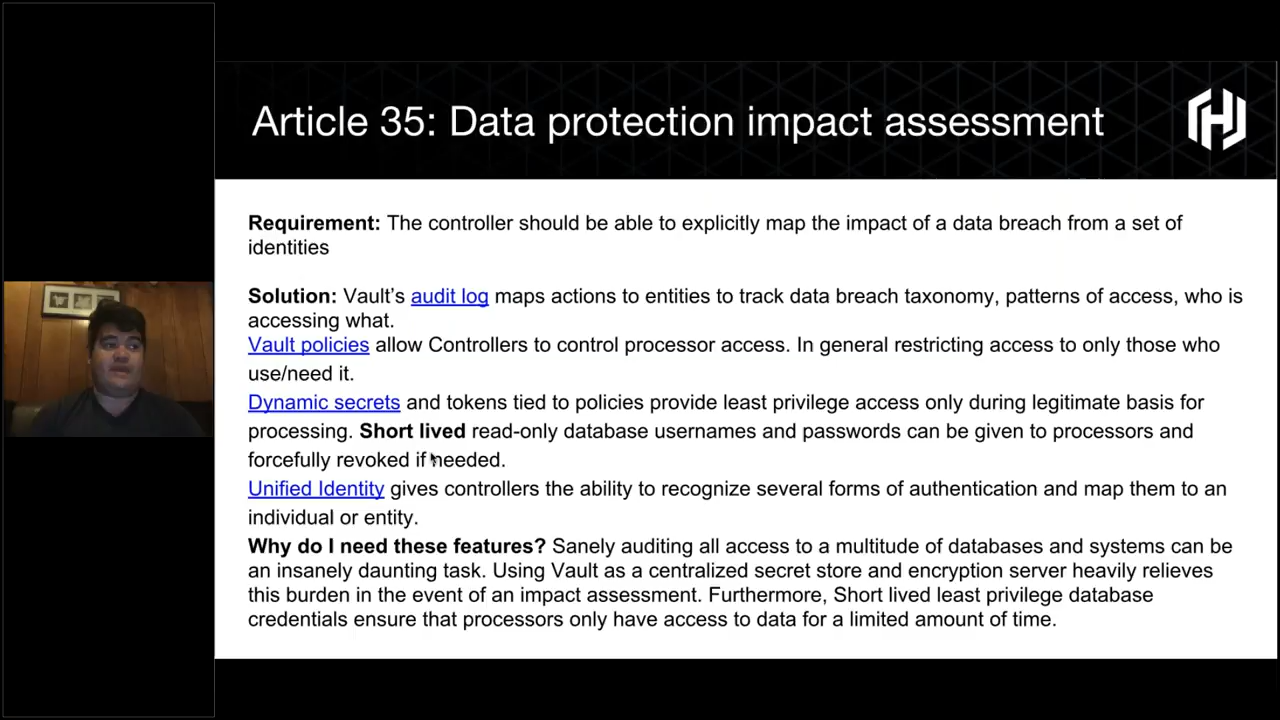 Article 35: Data protection impact assessment
Requirement: The controller should be able to explicitly map the impact of a data breach from a set of
identities
Solution: Vault's audit log maps actions to entities to track data breach taxonomy, patterns of access, who is
accessing what.
Vault policies allow Controllers to control processor access. In general restricting access to only those who
use/need it.
Dynamic secrets and tokens tied to policies provide least privilege access only during legitimate basis for
processing. Short lived read-only database usernames and passwords can be given to processors and
forcefully revoked if needed.
Unified Identity gives controllers the ability to recognize several forms of authentication and map them to an
individual or entity.
Why do I need these features? Sanely auditing all access to a multitude of databases and systems can be
an insanely daunting task. Using Vault as a centralized secret store and encryption server heavily relieves
this burden in the event of an impact assessment. Furthermore, Short lived least privilege database
credentials ensure that processors only have access to data for a limited amount of time.